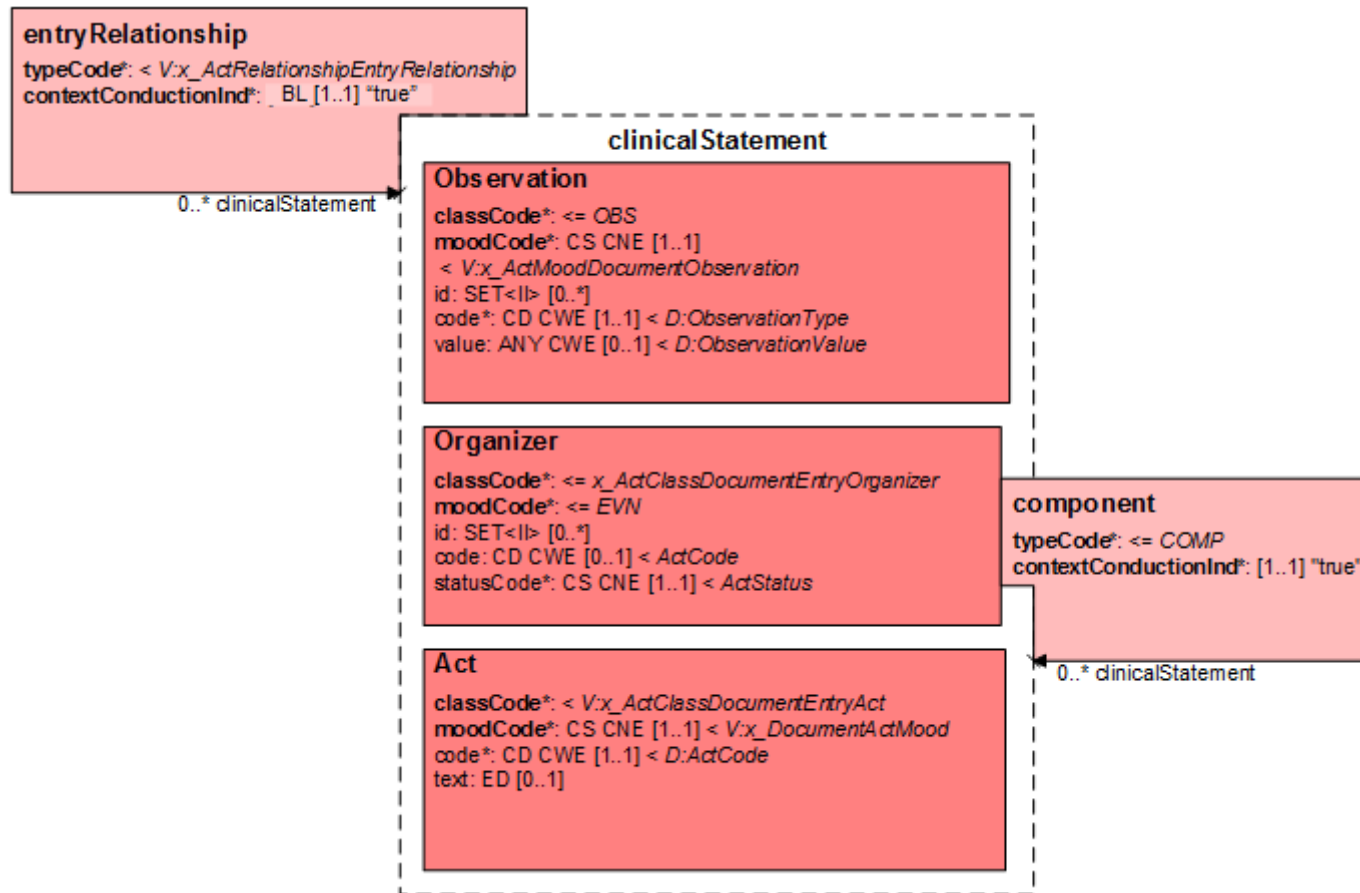 entryRelationship
typeCode*: < V:x_ActRelationshipEntryRelationship
contextConductionInd*: BL [1..1] “true”
0..* clinicalStatement
clinicalStatement
Observation
classCode*: <= OBS
moodCode*: CS CNE [1..1]
< V:x_ActMoodDocumentObservation
id: SET<II> [0..*]
code*: CD CWE [1..1] < D:ObservationType
value: ANY CWE [0..1] < D:ObservationValue
Organizer
classCode*: <= x_ActClassDocumentEntryOrganizer
moodCode*: <= EVN
id: SET<II> [0..*]
code: CD CWE [0..1] < ActCode
statusCode*: CS CNE [1..1] < ActStatus
component
typeCode*: <= COMP
contextConductionInd*: [1..1] "true"
0..* clinicalStatement
Act
classCode*: < V:x_ActClassDocumentEntryAct
moodCode*: CS CNE [1..1] < V:x_DocumentActMood
code*: CD CWE [1..1] < D:ActCode
text: ED [0..1]